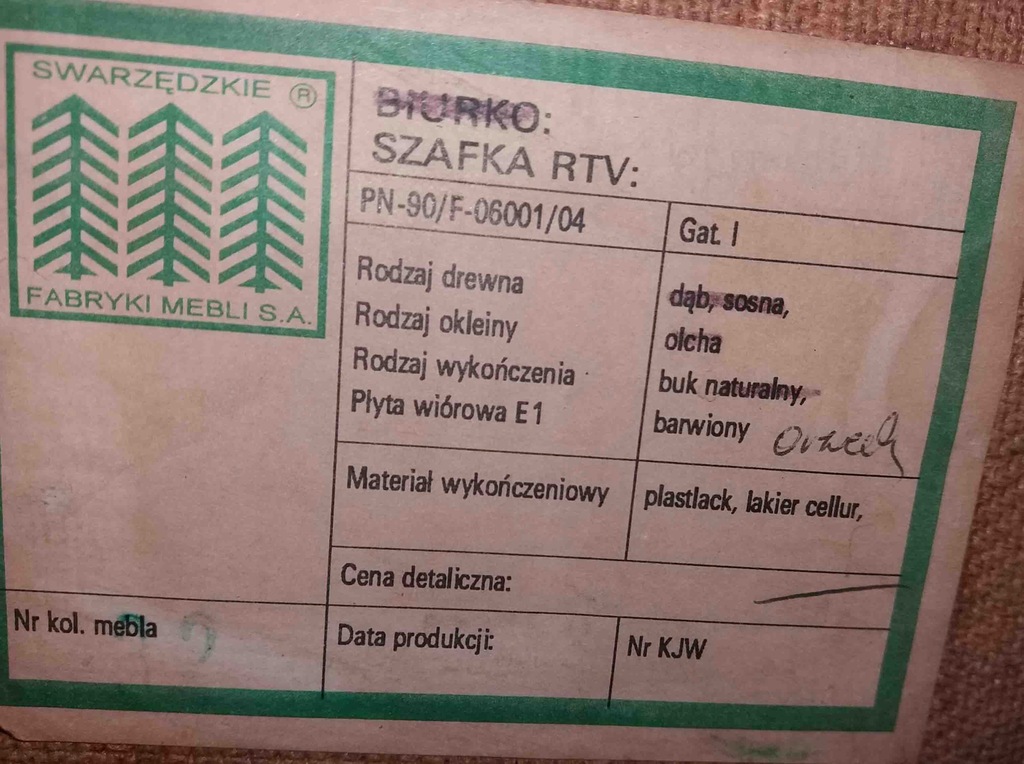 SWARZĘDZKIE ®
FABRYKI MEBLI S.A.
BIURKO:
SZAFKA RTV:
PN-90/F-06001/04
Gat. I
Rodzaj drewna
dąb, sosna,
Rodzaj okleiny
olcha
Rodzaj wykończenia
buk naturalny,
Płyta wiórowa E1
barwiony
Materiał wykończeniowy
plastlack, lakier cellur,
Cena detaliczna:
Nr kol. mebla
Data produkcji:
Nr KJW